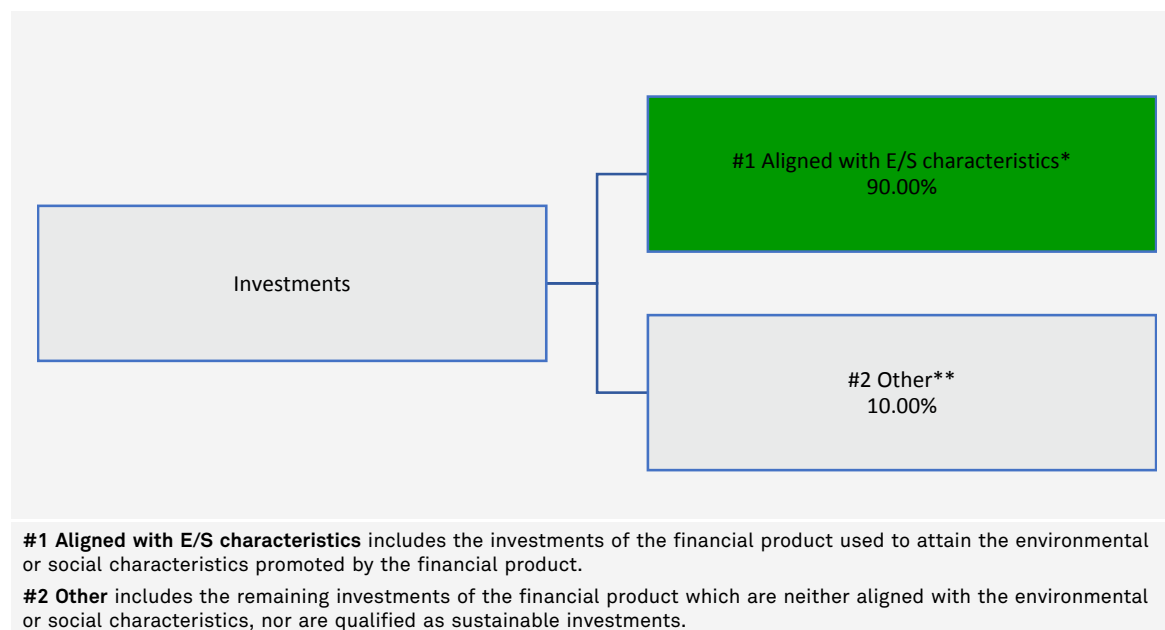 #1 Aligned with E/S characteristics*
90.00%
Investments
#2 Other**
10.00%
#1 Aligned with E/S characteristics includes the investments of the financial product used to attain the environmental
or social characteristics promoted by the financial product.
#2 Other includes the remaining investments of the financial product which are neither aligned with the environmental
or social characteristics, nor are qualified as sustainable investments.